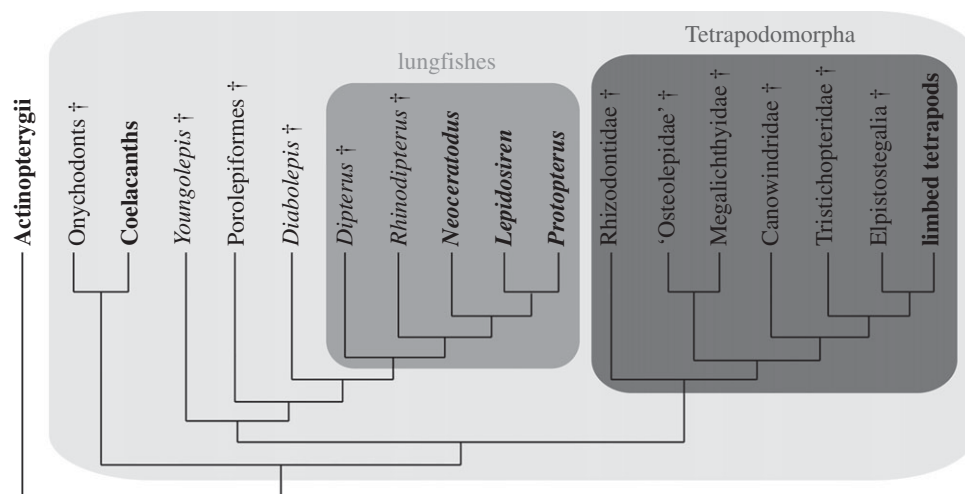 Tetrapodomorpha
lungfishes
Actinopterygii
Onychodonts †
Coelacanths
Youngolepis †
Porolepiformes †
Diabolepis †
Dipterus †
Rhinodipterus †
Neoceratodus
Lepidosiren
Protopterus
Rhizodontidae †
‘Osteolepidae’ †
Megalichthyidae †
Canowindridae †
Tristichopteridae †
Elpistostegalia †
limbed tetrapods